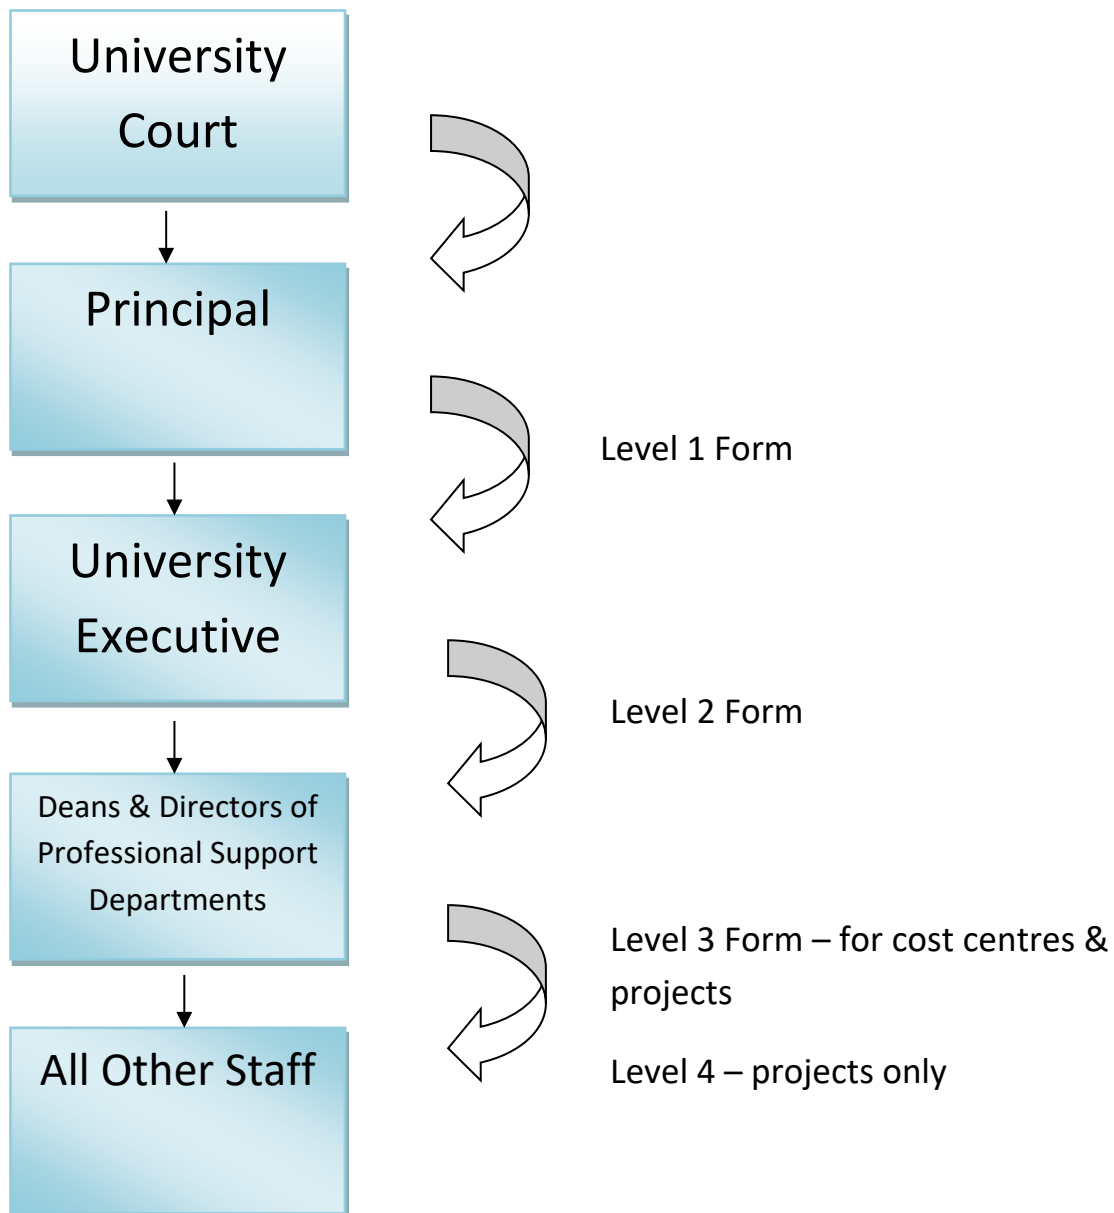 University
Court
Principal
Level 1 Form
University
Executive
Level 2 Form
Deans & Directors of
Professional Support
Departments
Level 3 Form – for cost centres &
projects
All Other Staff
Level 4 – projects only